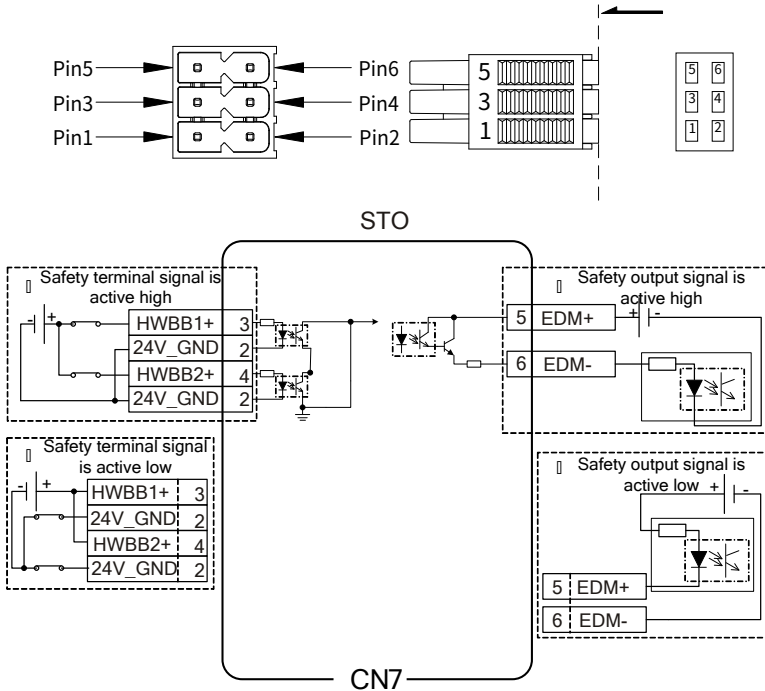 Pin5
Pin6
Pin3
Pin4
Pin1
Pin2
5
3
1
5 6
3 4
1 2
STO
Safety terminal signal is
active high
- +
HWBB1+ 3
24V_GND 2
HWBB2+ 4
24V_GND 2
Safety terminal signal
is active low
- +
HWBB1+ 3
24V_GND 2
HWBB2+ 4
24V_GND 2
Safety output signal is
active high
+ -
5 EDM+
6 EDM-
Safety output signal is
active low + -
5 EDM+
6 EDM-
CN7